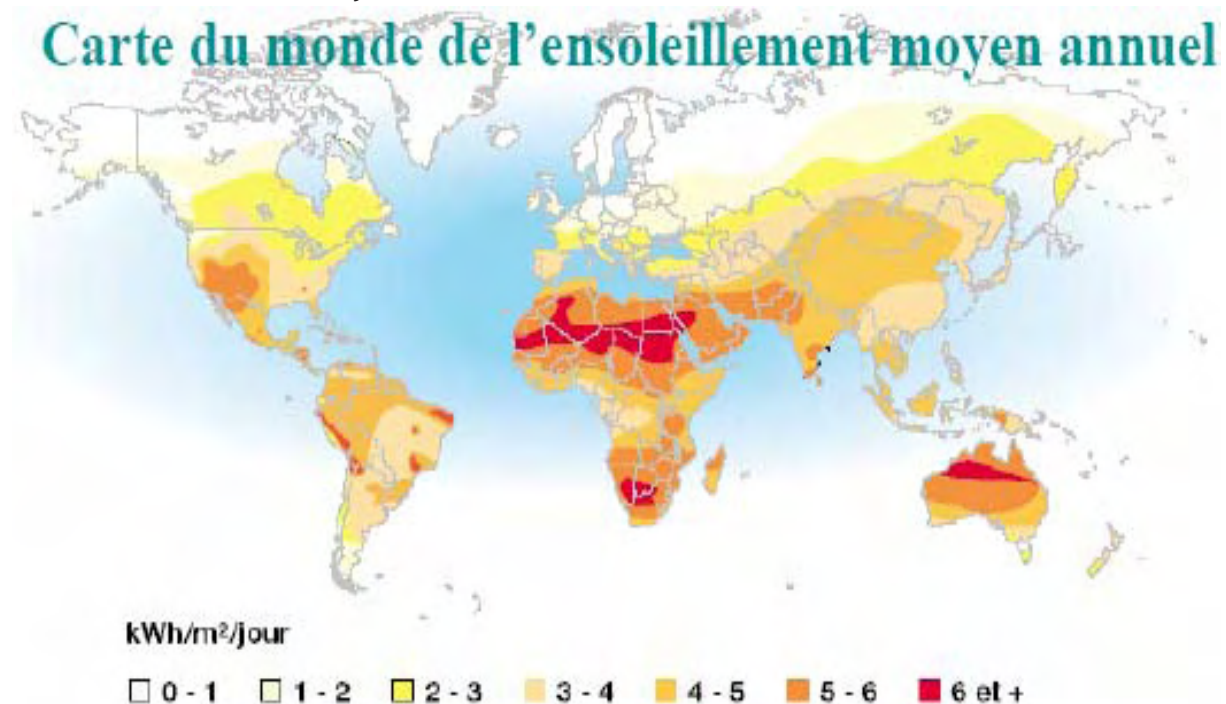 Carte du monde de l'ensoleillement moyen annuel
kWh/m²/jour
0 - 1 1 - 2 2 - 3 3 - 4 4 - 5 5 - 6 6 et +